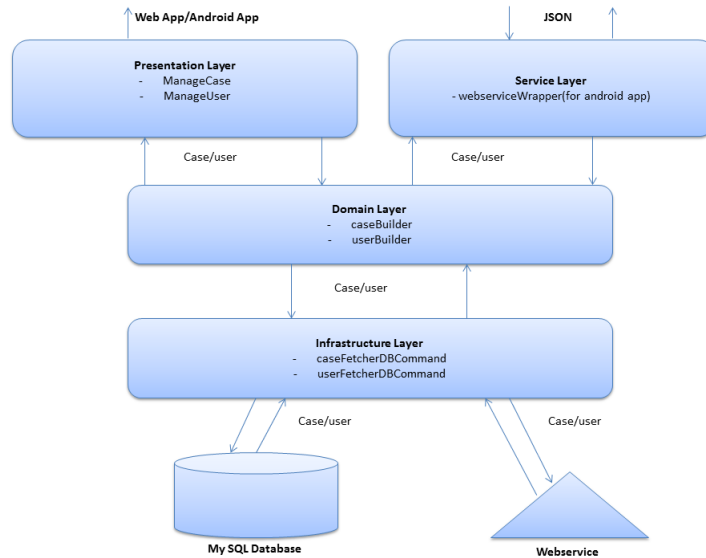 Web App/Android App
JSON
Presentation Layer
- ManageCase
- ManageUser
Service Layer
- webserviceWrapper(for android app)
Case/user
Case/user
Domain Layer
- caseBuilder
- userBuilder
Case/user
Infrastructure Layer
- caseFetcherDBCommand
- userFetcherDBCommand
Case/user
Case/user
My SQL Database
Webservice